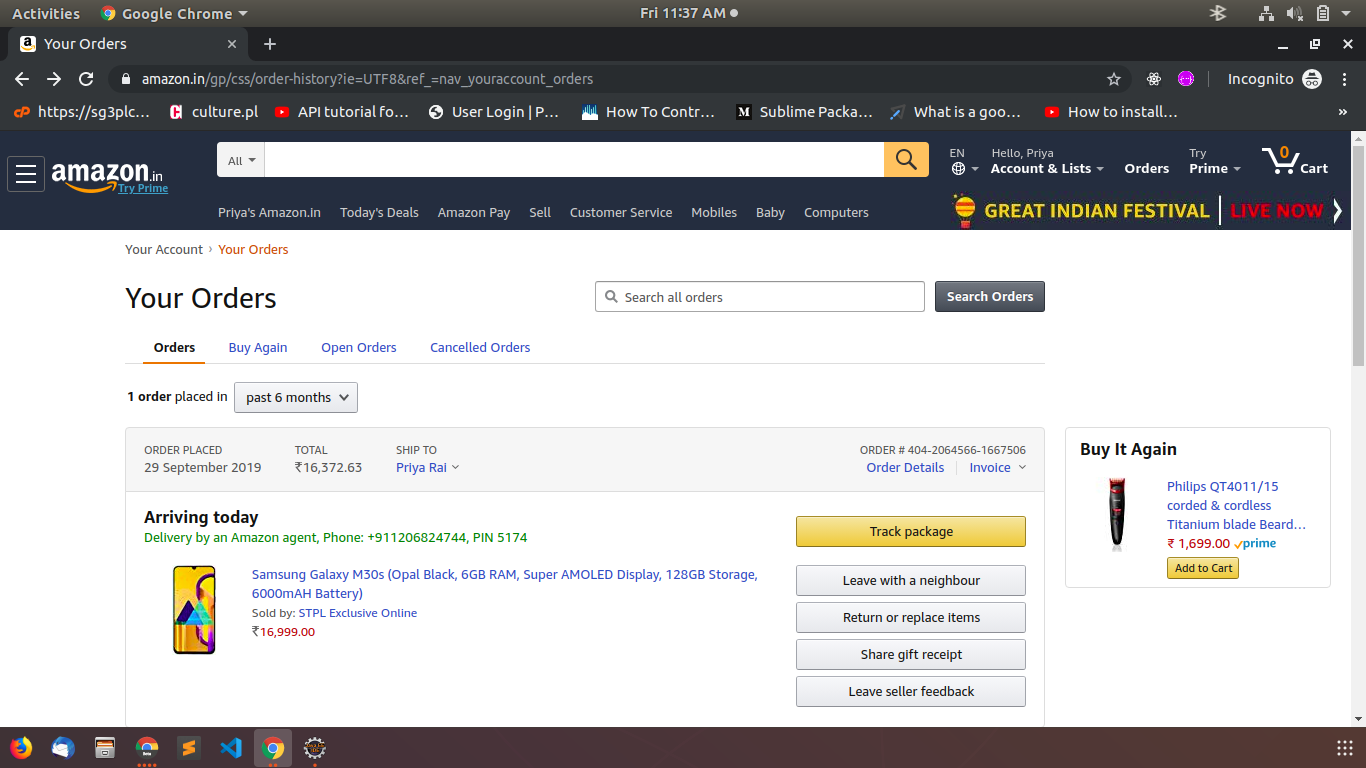 Activities Google Chrome Fri 11:37 AM
Your Orders
amazon.in/gp/css/order-history?ie=UTF8&ref_=nav_youraccount_orders Incognito
https://sg3plc… culture.pl API tutorial fo… User Login | P… How To Contr… Sublime Packa… What is a goo… How to install… »
All EN Hello, Priya Try 0
amazon.in Account & Lists Orders Prime Cart
Try Prime
Priya's Amazon.in Today's Deals Amazon Pay Sell Customer Service Mobiles Baby Computers GREAT INDIAN FESTIVAL LIVE NOW
Your Account › Your Orders
Your Orders Search all orders Search Orders
Orders Buy Again Open Orders Cancelled Orders
1 order placed in past 6 months
ORDER PLACED TOTAL SHIP TO ORDER # 404-2064566-1667506
29 September 2019 ₹16,372.63 Priya Rai Order Details Invoice
Arriving today
Delivery by an Amazon agent, Phone: +911206824744, PIN 5174
Samsung Galaxy M30s (Opal Black, 6GB RAM, Super AMOLED Display, 128GB Storage,
6000mAH Battery)
Sold by: STPL Exclusive Online
₹16,999.00
Track package
Leave with a neighbour
Return or replace items
Share gift receipt
Leave seller feedback
Buy It Again
Philips QT4011/15
corded & cordless
Titanium blade Beard…
₹ 1,699.00 prime
Add to Cart